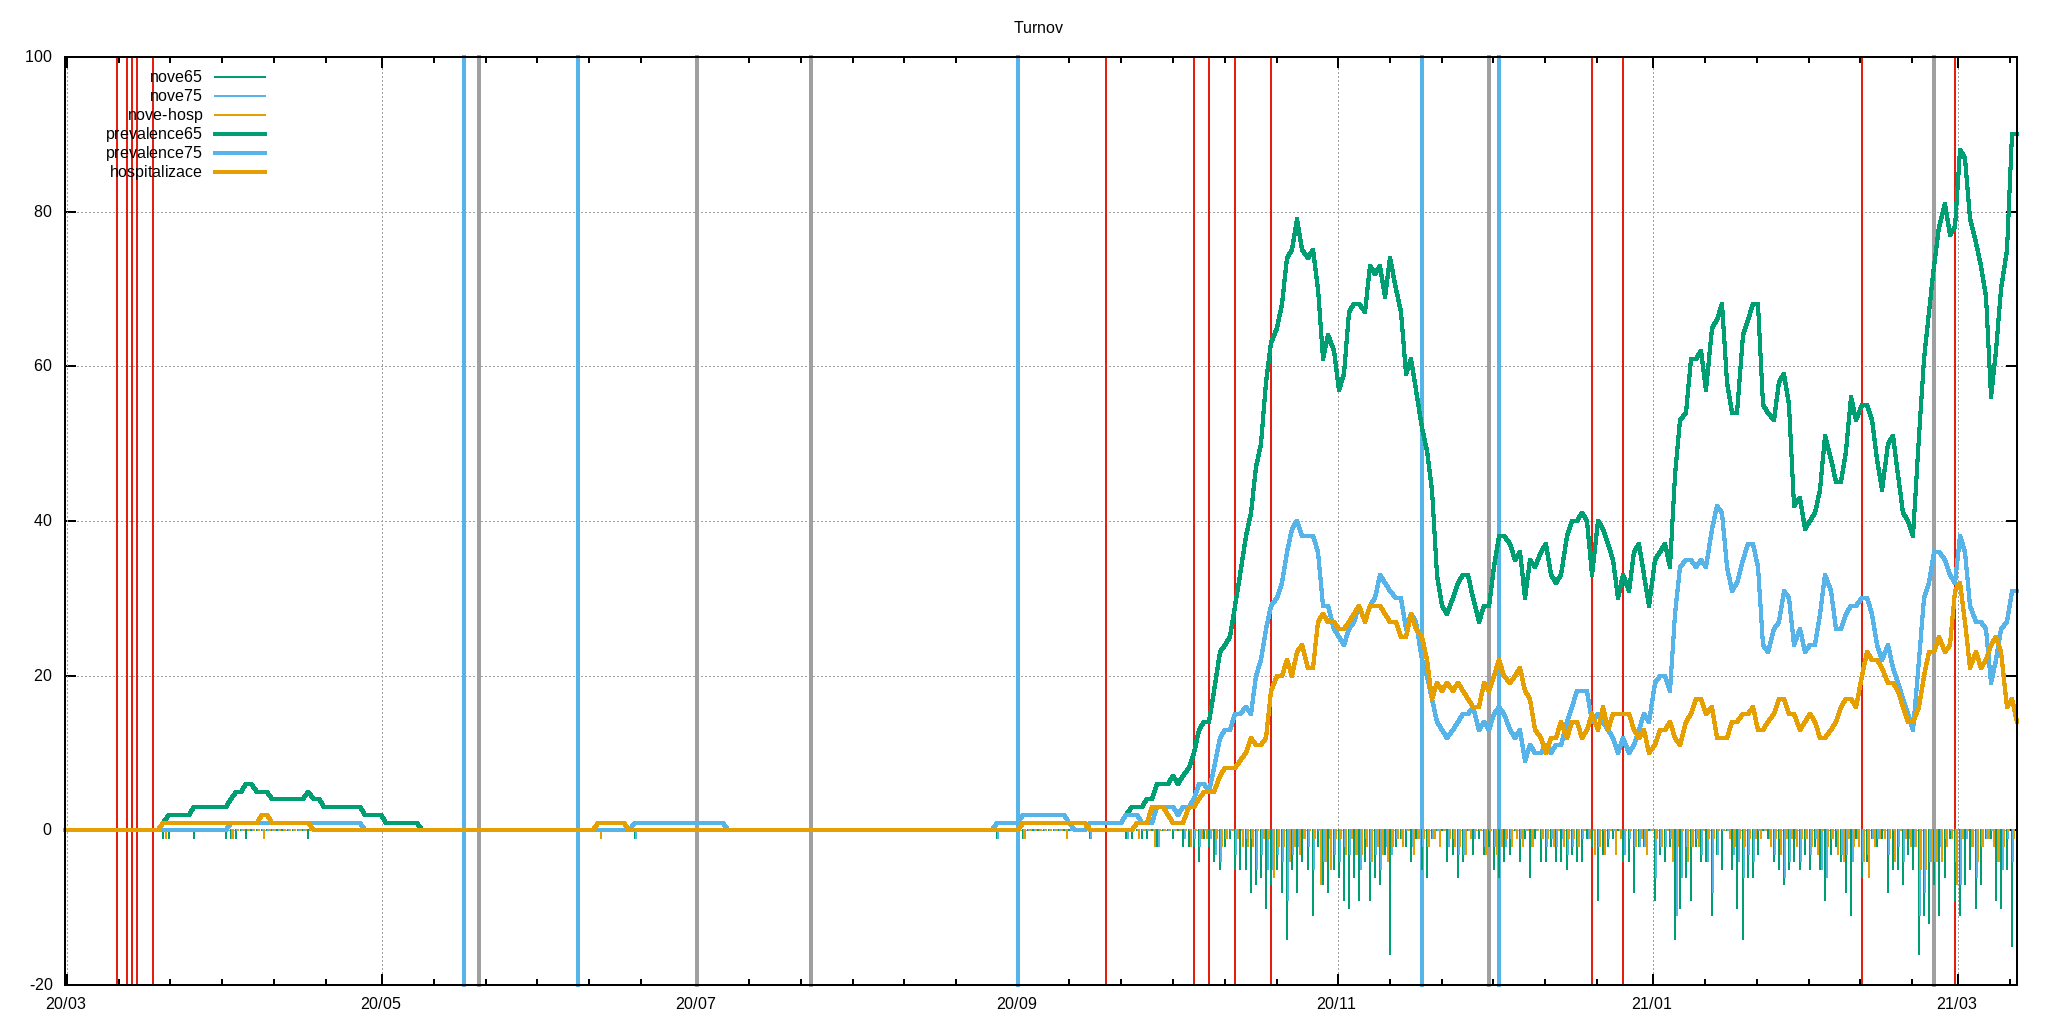 Turnov
100
nove65
nove75
nove-hosp
prevalence65
prevalence75
hospitalizace
80
60
40
20
0
-20
20/03 20/05 20/07 20/09 20/11 21/01 21/03